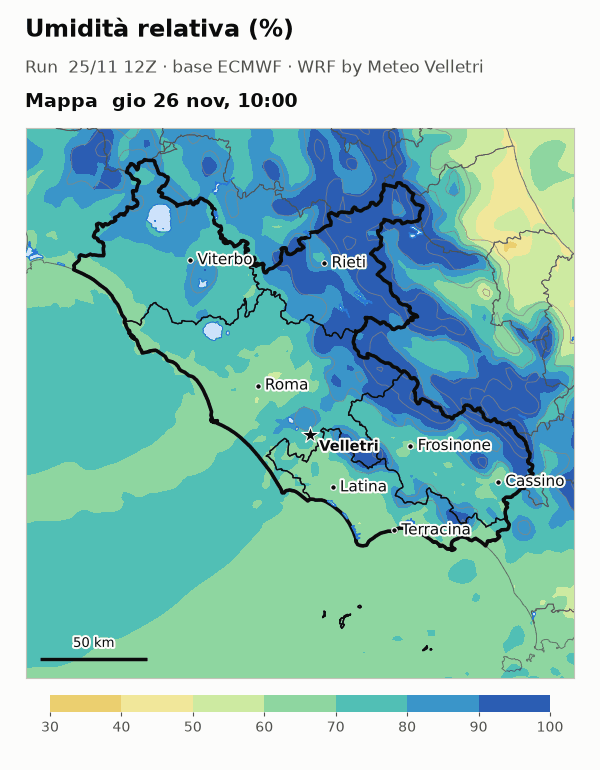 Umidità relativa (%)
Run  25/11 12Z · base ECMWF · WRF by Meteo Velletri
Mappa  gio 26 nov, 10:00
Viterbo
Rieti
Roma
Velletri
Frosinone
Cassino
Latina
Terracina
50 km
30 40 50 60 70 80 90 100